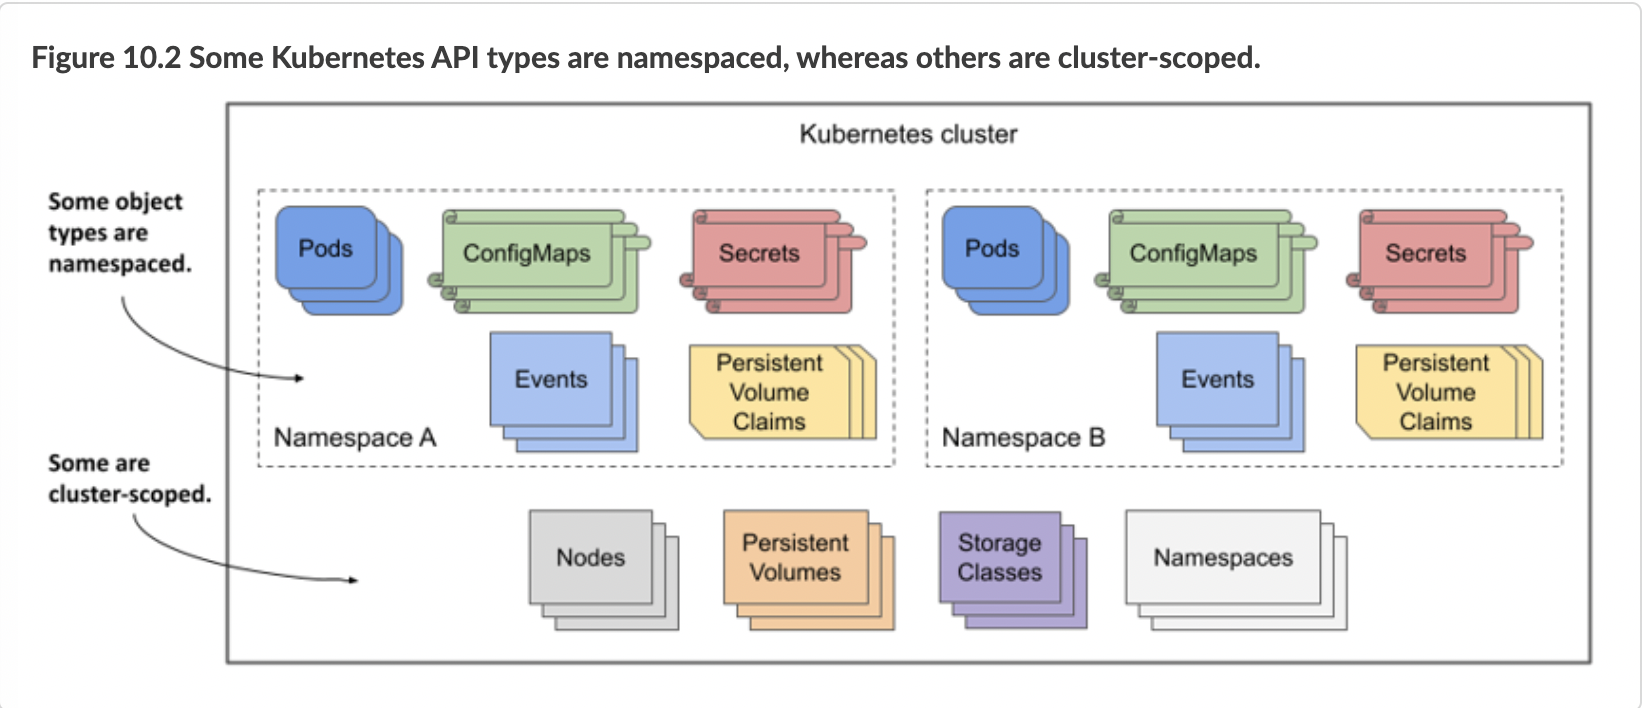 Figure 10.2 Some Kubernetes API types are namespaced, whereas others are cluster-scoped.
Kubernetes cluster
Some object
types are
namespaced.
Pods
ConfigMaps
Secrets
Events
Persistent
Volume
Claims
Namespace A
Pods
ConfigMaps
Secrets
Events
Persistent
Volume
Claims
Namespace B
Some are
cluster-scoped.
Nodes
Persistent
Volumes
Storage
Classes
Namespaces